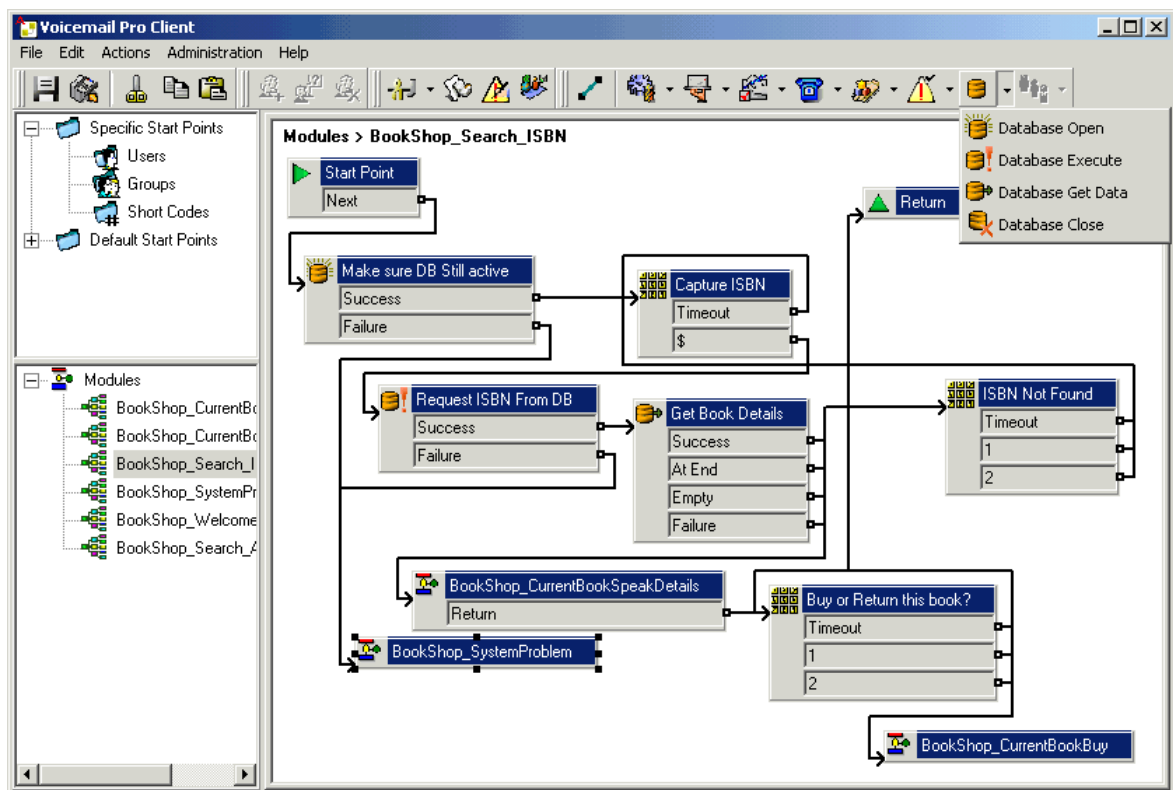 Voicemail Pro Client
File Edit Actions Administration Help
Specific Start Points
Users
Groups
Short Codes
Default Start Points
Modules
BookShop_CurrentBo
BookShop_CurrentBo
BookShop_Search_I
BookShop_SystemPr
BookShop_Welcome
BookShop_Search_A
Modules > BookShop_Search_ISBN
Start Point
Next
Return
Database Open
Database Execute
Database Get Data
Database Close
Make sure DB Still active
Success
Failure
Capture ISBN
Timeout
$
Request ISBN From DB
Success
Failure
Get Book Details
Success
At End
Empty
Failure
ISBN Not Found
Timeout
1
2
BookShop_CurrentBookSpeakDetails
Return
BookShop_SystemProblem
Buy or Return this book?
Timeout
1
2
BookShop_CurrentBookBuy